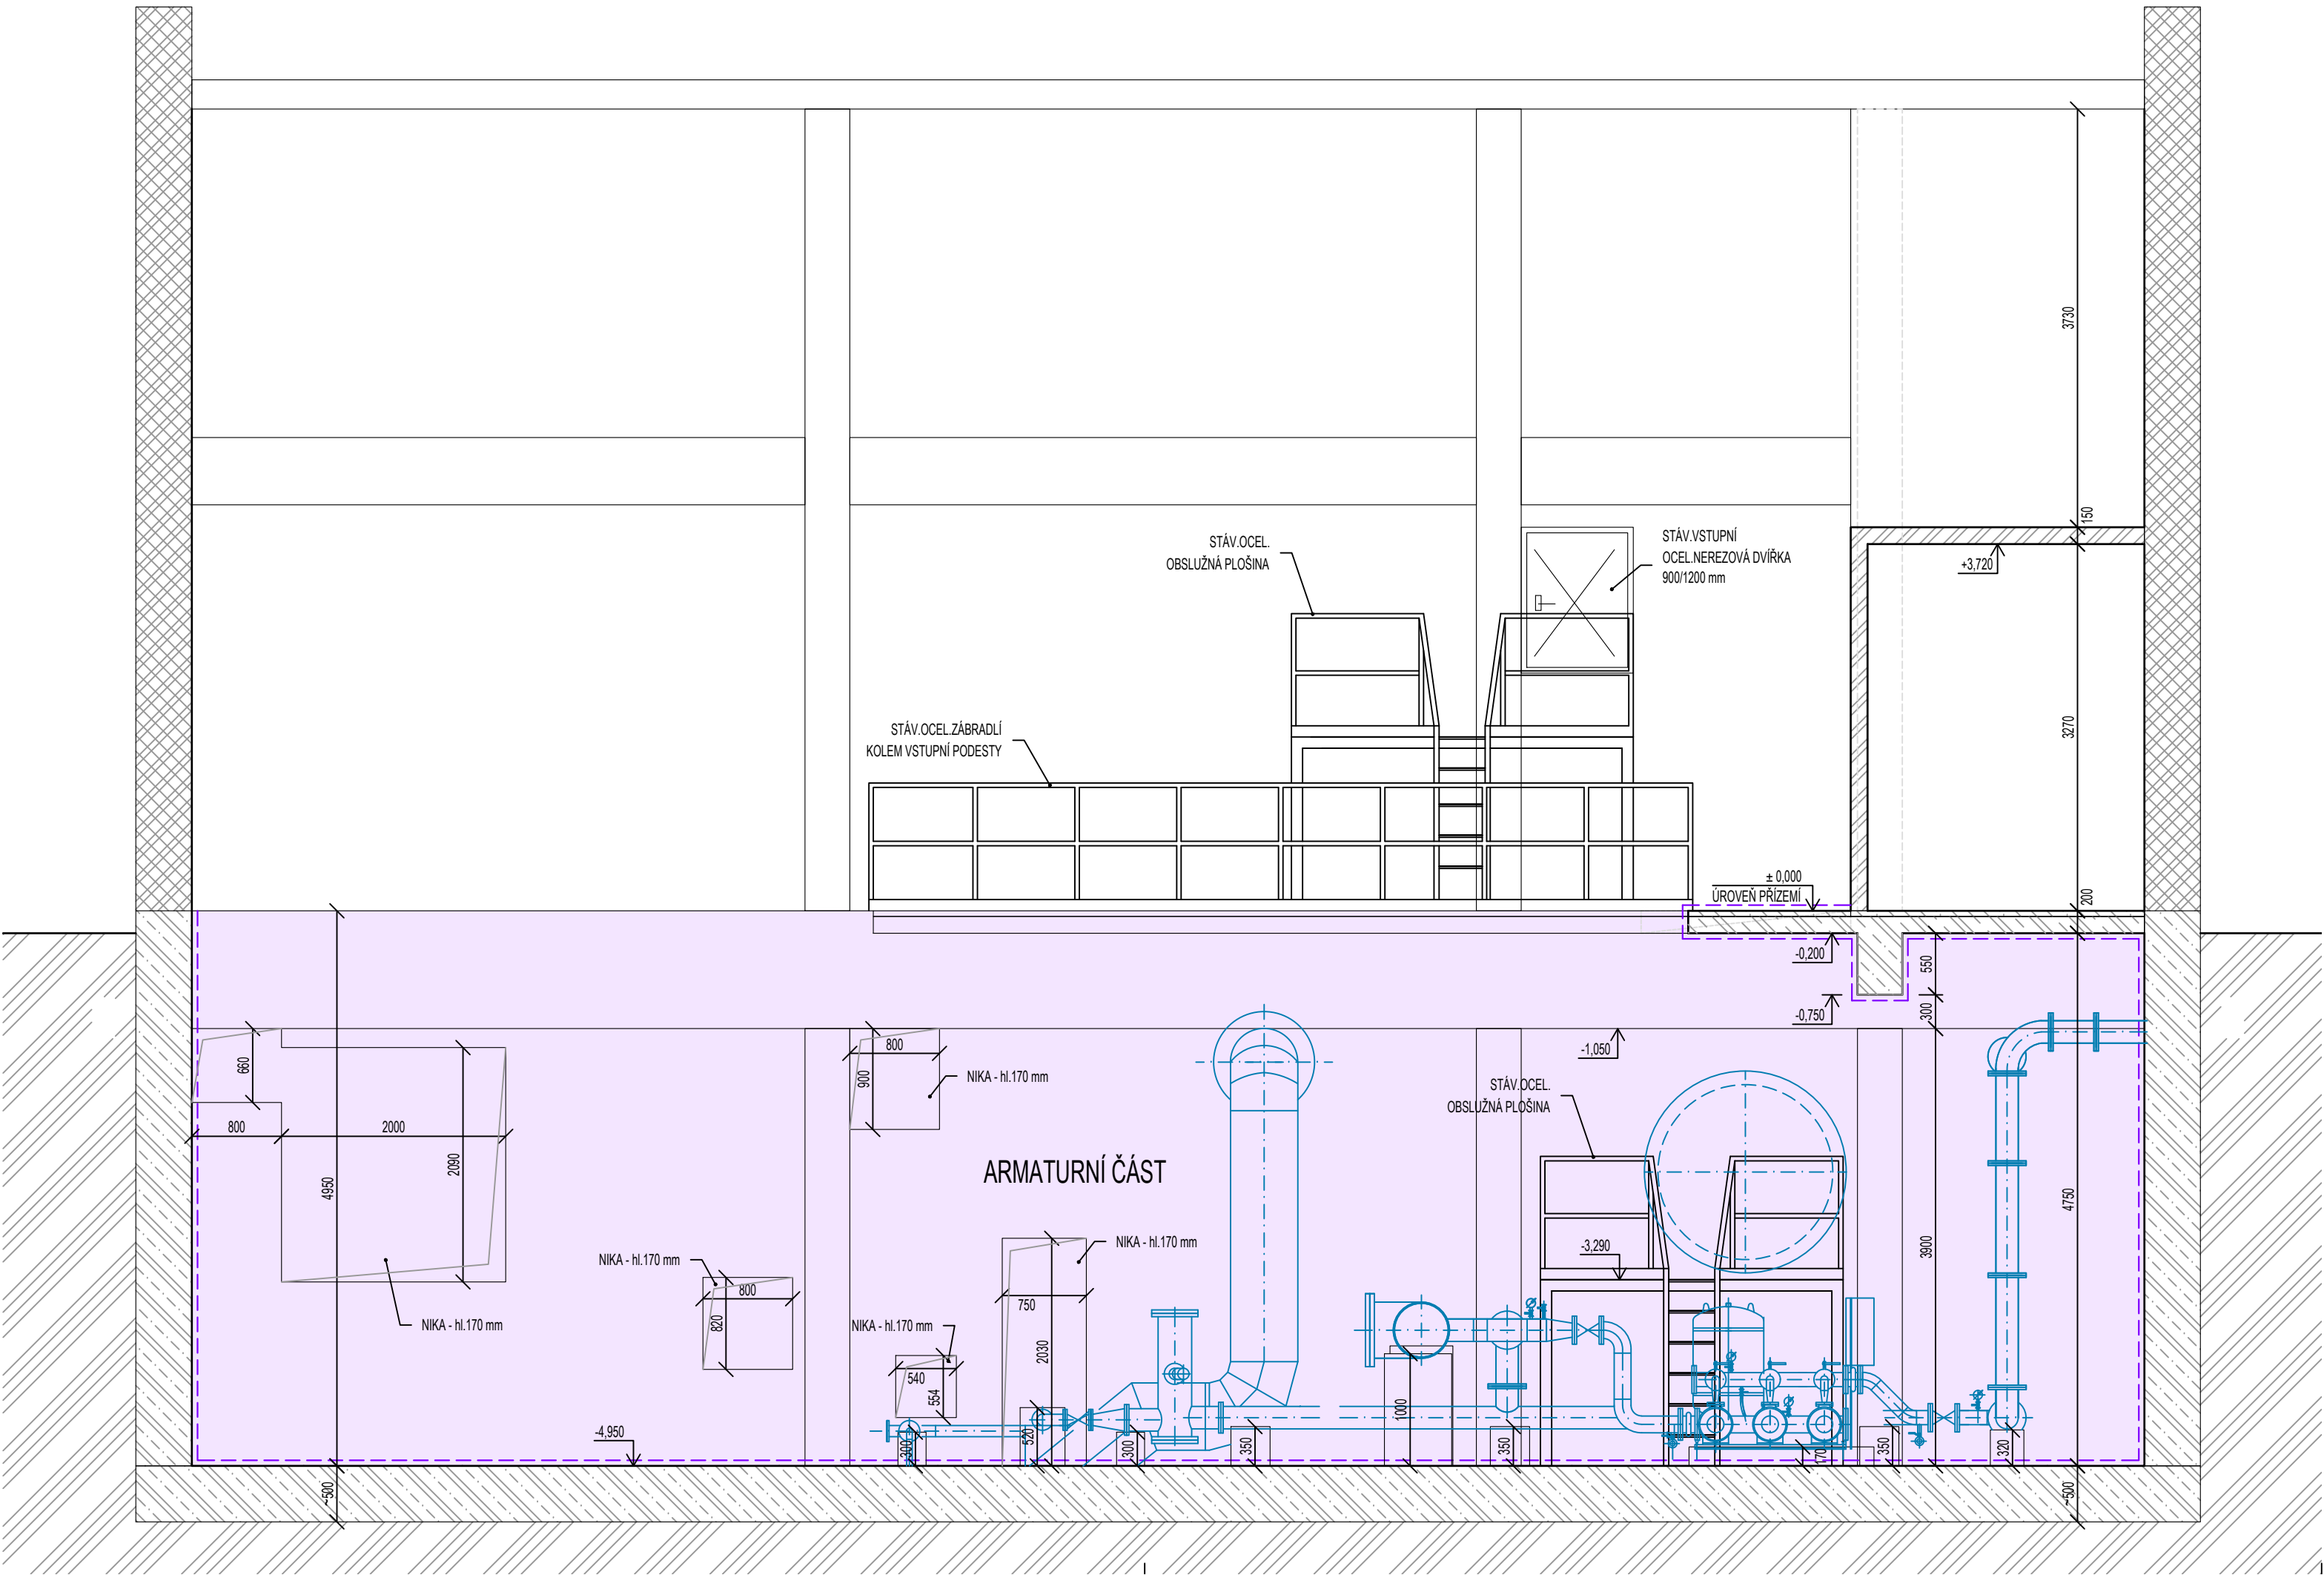 3730
150
STÁV.OCEL.
OBSLUŽNÁ PLOŠINA
STÁV.VSTUPNÍ
OCEL.NEREZOVÁ DVÍŘKA
900/1200 mm
+3,720
STÁV.OCEL.ZÁBRADLÍ
KOLEM VSTUPNÍ PODESTY
3270
± 0,000
ÚROVEŇ PŘÍZEMÍ
200
-0,200
550
-0,750
300
660
800
900
NIKA - hl.170 mm
-1,050
STÁV.OCEL.
OBSLUŽNÁ PLOŠINA
800
2000
2090
4950
ARMATURNÍ ČÁST
4750
3900
NIKA - hl.170 mm
NIKA - hl.170 mm
-3,290
800
820
750
2030
NIKA - hl.170 mm
NIKA - hl.170 mm
540
554
1000
-4,950
300
520
300
350
350
170
350
320
~500
~500